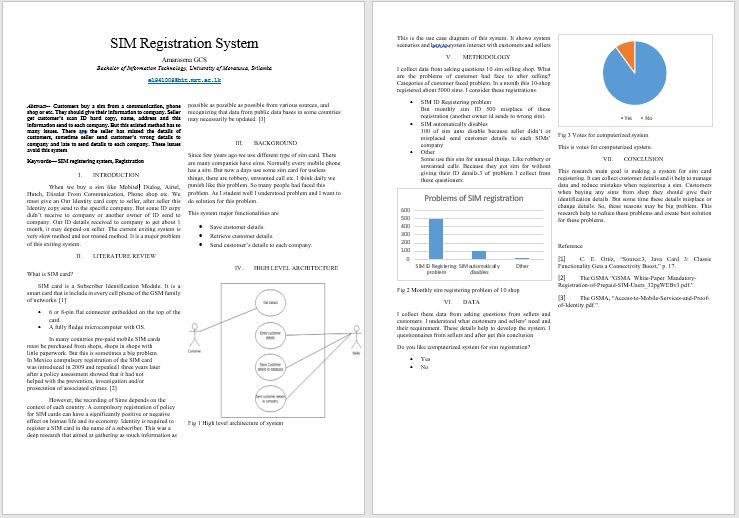 SIM Registration System
Amarasena GCS
Bachelor of Information Technology, University of Moratuwa, Srilanka
Abstract— Customers buy a sim from a communication, phone
shop or etc. They should give their information to company. Seller
get customer's scan ID hard copy, name, address and this
information send to each company. But this existed method has so
many issues. There are the seller has missed the details of
customers, sometime seller send customer's wrong details to
company and late to send details to each company. These issues
avoid this system.
Keywords— SIM registering system, Registration
I. INTRODUCTION
When we buy a sim like Mobitel Dialog, Airtel,
Hutch, Etisalat From Communication, Phone shop etc. We
must give an Our Identity card copy to seller, after seller this
Identity copy send to the specific company. But some ID copy
didn't receive to company or another owner of ID send to
company. Our ID details received to company to get about 1
month, it may depend on seller. The current exiting system is
very slow method and not trusted method. It is a major problem
of this exiting system.
II. LITERATURE REVIEW
What is SIM card?
SIM card is a Subscriber Identification Module. It is a
smart card that is include in every cell phone of the GSM family
of networks. [1]
• 6 or 8-pin flat connector embedded on the top of the
card.
• A fully fledge microcomputer with OS.
In many countries pre-paid mobile SIM cards
must be purchased from shops, shops in shops with
little paperwork. But this is sometimes a big problem.
In Mexico compulsory registration of the SIM card
was introduced in 2009 and repealed three years later
after a policy assessment showed that it had not
helped with the prevention, investigation and/or
prosecution of associated crimes. [2]
However, the recording of Sims depends on the
context of each country. A compulsory registration of policy
for SIM cards can have a significantly positive or negative
effect on human life and its economy. Identity is required to
register a SIM card in the name of a subscriber. This was a
deep research that aimed at gathering as much information as
possible as possible as possible from various sources, and
recognizing that data from public data bases in some countries
may necessarily be updated. [3]
III. BACKGROUND
Since few years we use different type of sim card. There
are many companies have sims. Normally every mobile phone
has a sim. But now a days use some sim card for useless
things, there are robbery, unwanted call etc. I think daily we
punish like this problem. So many people had faced this
problem. As I student well I understood problem and I want to
do solution for this problem.
This system major functionalities are
• Save customer details
• Retrieve customer details.
• Send customer's details to each company.
IV. HIGH LEVEL ARCHITECTURE
Get details
Enter customer
details
Save Customer
details to database
Send customer details
to company
Customer
Seller
Fig 1 High level architecture of system
This is the use case diagram of this system. It shows system
system interact with customers and sellers
V. METHODOLOGY
I collect data from asking questions 10 sim selling shop. What
are the problems of customer had face to after selling?
Categories of customer faced problem. In a month this 10-shop
registered about 5000 sims. I consider these registrations.
• SIM ID Registering problem
But monthly sim ID 500 misplace of these
registration (another owner id sends to wrong sim).
• SIM automatically disables
100 of sim auto disable because seller didn't or
misplaced send customer details to each SIMs'
company
• Other
Some use this sim for unusual things. Like robbery or
unwanted calls. Because they got sim for without
giving their ID details.3 of problem I collect from
these questioners
Problems of SIM registration
600
500
400
300
200
100
0
SIM ID Registering
problem
SIM automatically
disables
Other
Fig 2 Monthly sim registering problem of 10 shop
VI. DATA
I collect these data from asking questions from sellers and
customers. I understood what customers and sellers' need and
their requirement. These details help to develop the system. I
questionnaires from sellers and after get this conclusion
Do you like computerized system for sim registration?
• Yes
• No
Yes No
Fig 3 Votes for computerized system
This is votes for computerize system.
VII. CONCLUSION
This research main goal is making a system for sim card
registering. It can collect customer details and it help to manage
data and reduce mistakes when registering a sim. Customers
when buying any sims from shop they should give their
identification details. But some time these details misplace or
change details. So, these reasons may be big problem. This
research help to reduce these problems and create best solution
for these problems.
Reference
[1] C. E. Ortiz, "Source3, Java Card 3: Classic
Functionality Gets a Connectivity Boost," p. 17.
[2] The GSMA "GSMA White-Paper Mandatory-
Registration-of-Prepaid-SIM-Users_32pgWEBv3.pdf".
[3] The GSMA, "Access-to-Mobile-Services-and-Proof-
of-Identity.pdf."